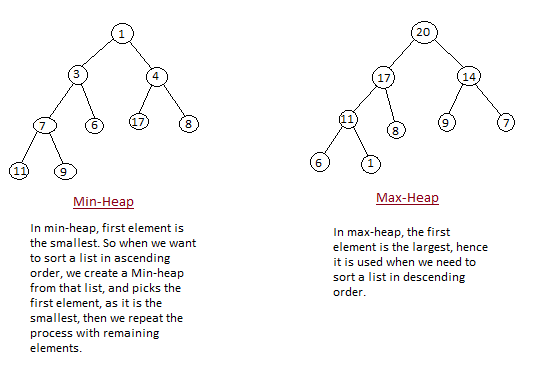 1
3
4
7
6
17
8
11
9
Min-Heap
In min-heap, first element is
the smallest. So when we want
to sort a list in ascending
order, we create a Min-heap
from that list, and picks the
first element, as it is the
smallest, then we repeat the
process with remaining
elements.
20
17
14
11
8
9
7
6
1
Max-Heap
In max-heap, the first
element is the largest, hence
it is used when we need to
sort a list in descending
order.